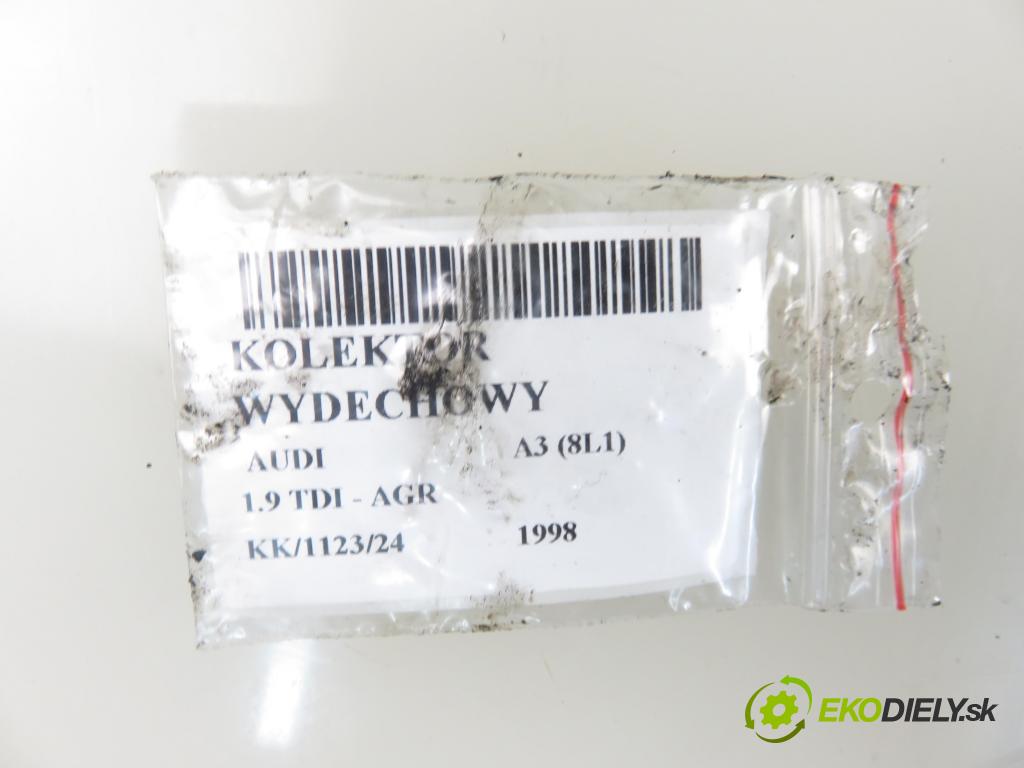 KOLEKTOR
WYDECHOWY
AUDI A3 (8L1)
1.9 TDI - AGR
KK/1123/24 1998
EKODIELY.sk